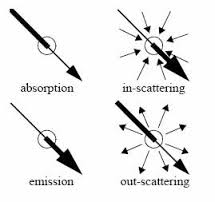 absorption
in-scattering
emission
out-scattering